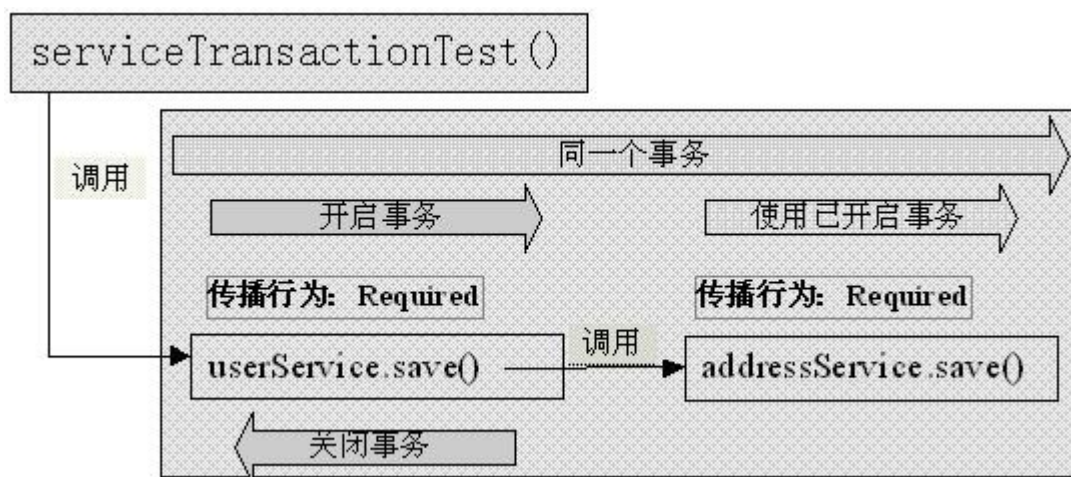 serviceTransactionTest()
同一个事务
调用
开启事务
使用已开启事务
传播行为: Required
传播行为: Required
调用
userService.save()
addressService.save()
关闭事务